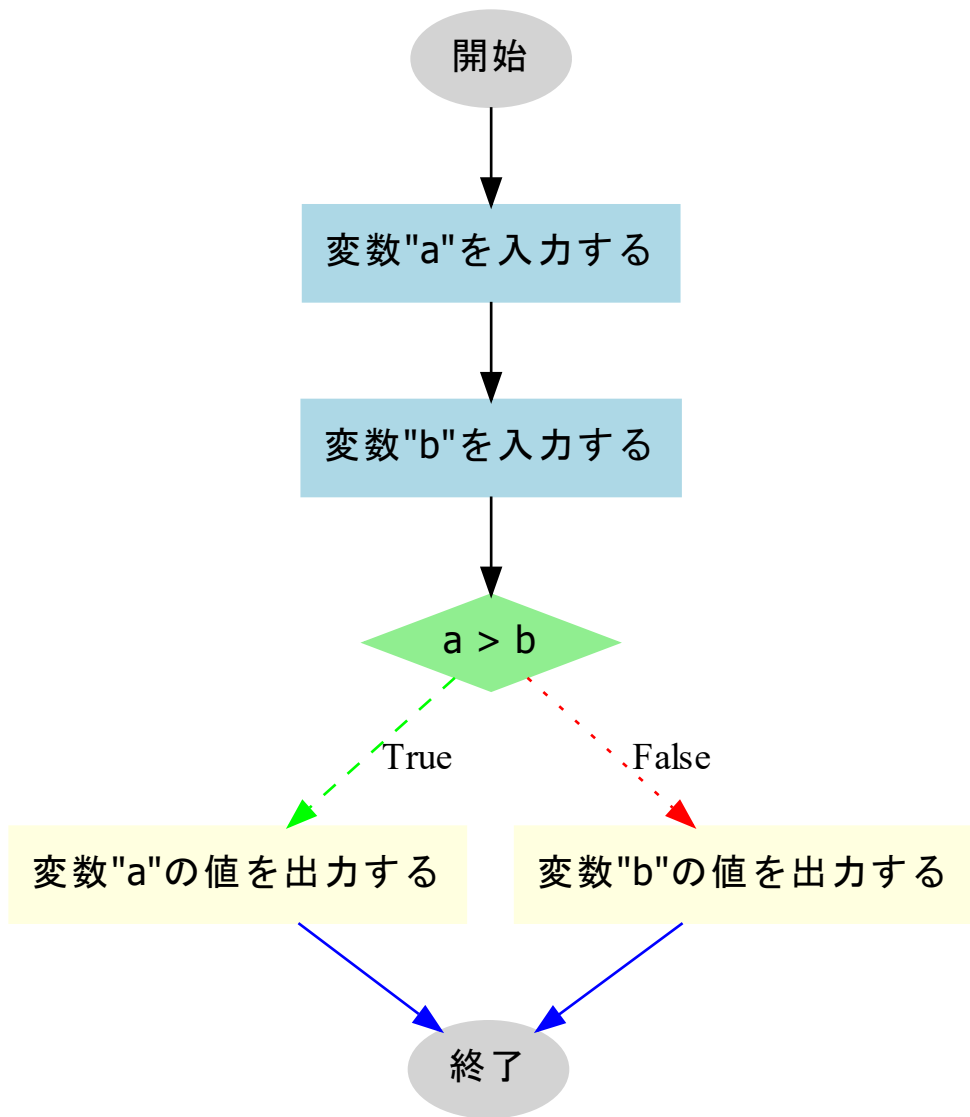 開始
変数"a"を入力する
変数"b"を入力する
a > b
True
False
変数"a"の値を出力する
変数"b"の値を出力する
終了